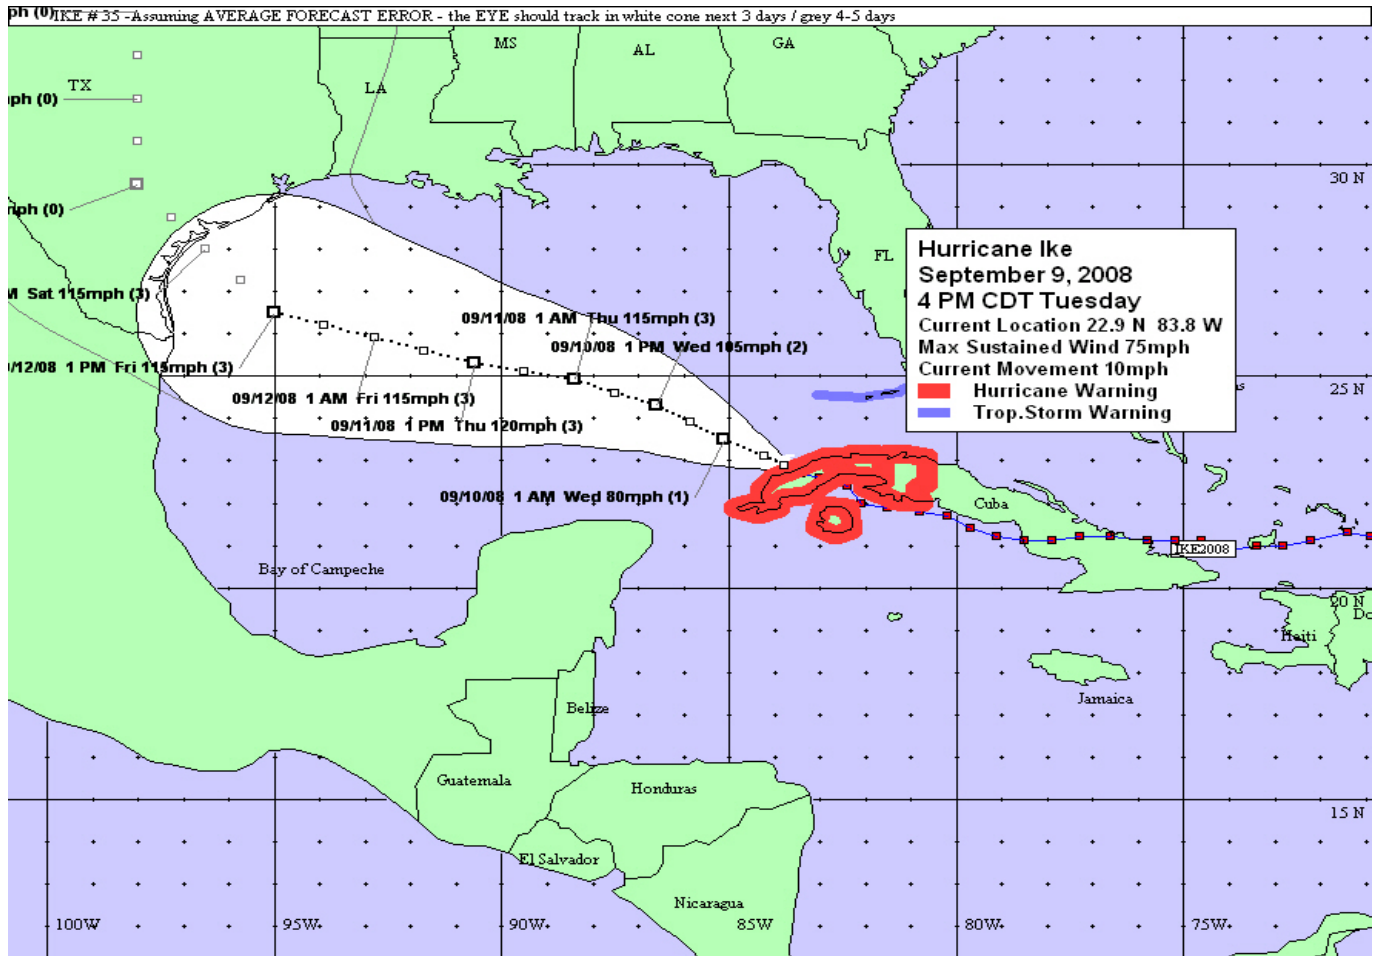 ph (0)
IKE # 35 -Assuming AVERAGE FORECAST ERROR - the EYE should track in white cone next 3 days / grey 4-5 days
MS
AL
GA
TX
LA
ph (0)
30 N
mph (0)
FL
Hurricane Ike
September 9, 2008
4 PM CDT Tuesday
Current Location 22.9 N 83.8 W
Max Sustained Wind 75mph
Current Movement 10mph
Hurricane Warning
Trop.Storm Warning
M Sat 115mph (3)
09/11/08 1 AM Thu 115mph (3)
09/10/08 1 PM Wed 105mph (2)
/12/08 1 PM Fri 115mph (3)
25 N
09/12/08 1 AM Fri 115mph (3)
09/11/08 1 PM Thu 120mph (3)
09/10/08 1 AM Wed 80mph (1)
Cuba
IKE2008
Bay of Campeche
20 N
Do
Haiti
Jamaica
Belize
Guatemala
Honduras
15 N
El Salvador
Nicaragua
100W
95W
90W
85W
80W
75W